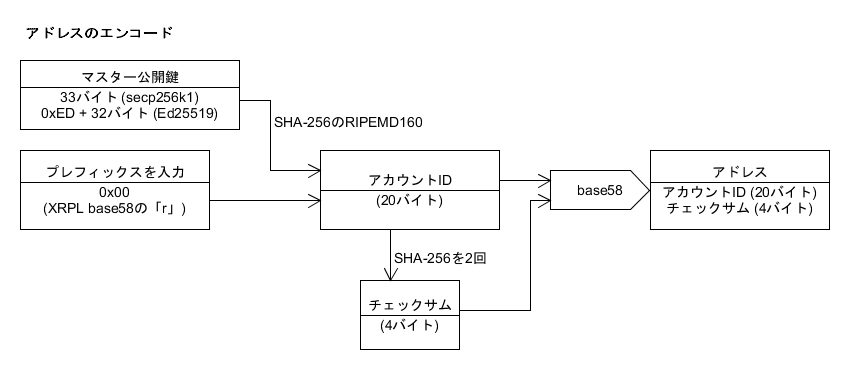 アドレスのエンコード
マスター公開鍵
33バイト (secp256k1)
0xED + 32バイト (Ed25519)
SHA-256のRIPEMD160
プレフィックスを入力
0x00
(XRPL base58の「r」)
アカウントID
(20バイト)
base58
アドレス
アカウントID (20バイト)
チェックサム (4バイト)
SHA-256を2回
チェックサム
(4バイト)